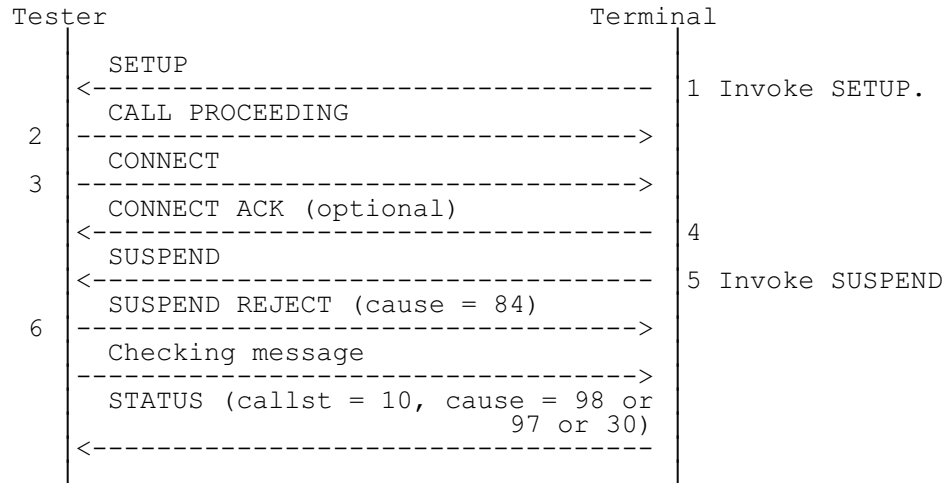 Tester Terminal
SETUP
<----------------------------------- 1 Invoke SETUP.
CALL PROCEEDING
2 ----------------------------------->
CONNECT
3 ----------------------------------->
CONNECT ACK (optional)
<----------------------------------- 4
SUSPEND
<----------------------------------- 5 Invoke SUSPEND
SUSPEND REJECT (cause = 84)
6 ----------------------------------->
Checking message
----------------------------------->
STATUS (callst = 10, cause = 98 or
97 or 30)
<-----------------------------------